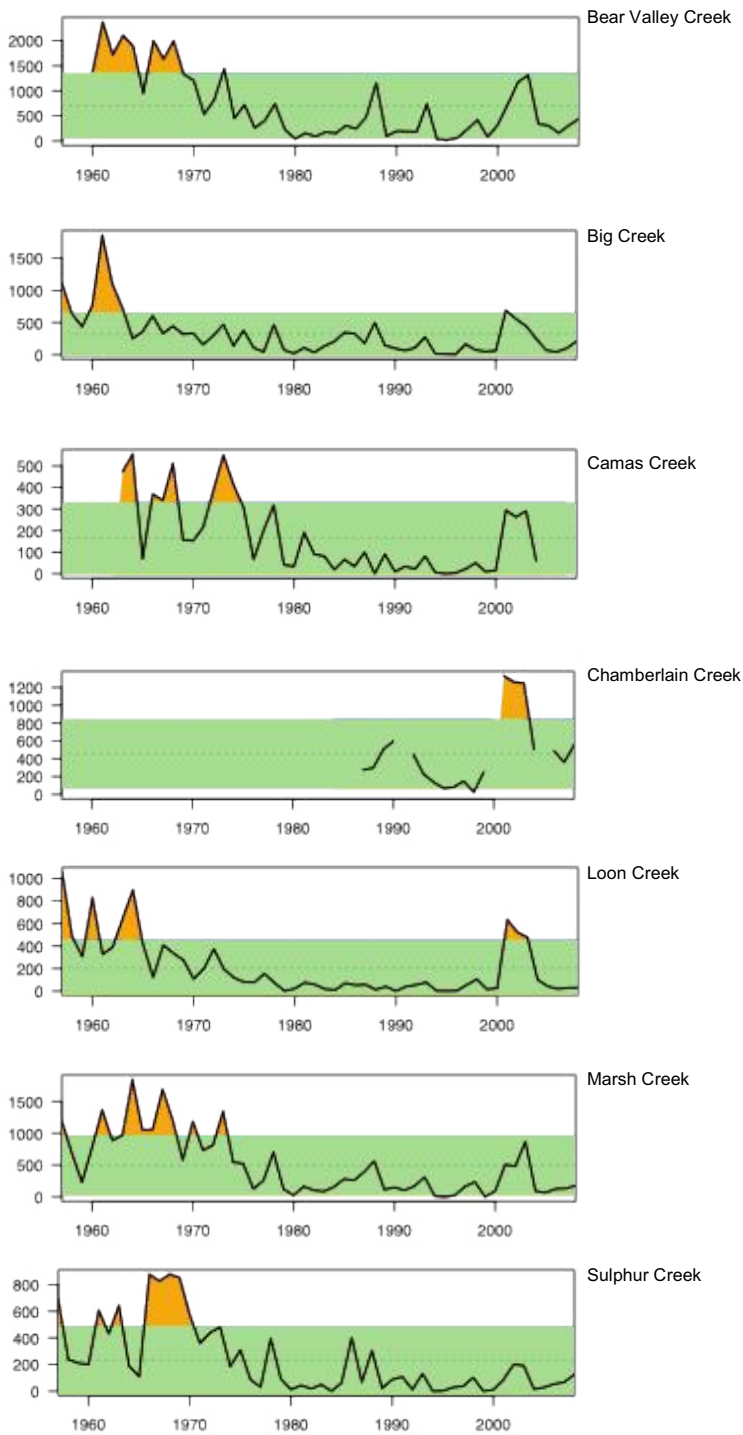 Bear Valley Creek
2000
1500
1000
500
0
1960 1970 1980 1990 2000
Big Creek
1500
1000
500
0
1960 1970 1980 1990 2000
Camas Creek
500
400
300
200
100
0
1960 1970 1980 1990 2000
Chamberlain Creek
1200
1000
800
600
400
200
0
1960 1970 1980 1990 2000
Loon Creek
1000
800
600
400
200
0
1960 1970 1980 1990 2000
Marsh Creek
1500
1000
500
0
1960 1970 1980 1990 2000
Sulphur Creek
800
600
400
200
0
1960 1970 1980 1990 2000